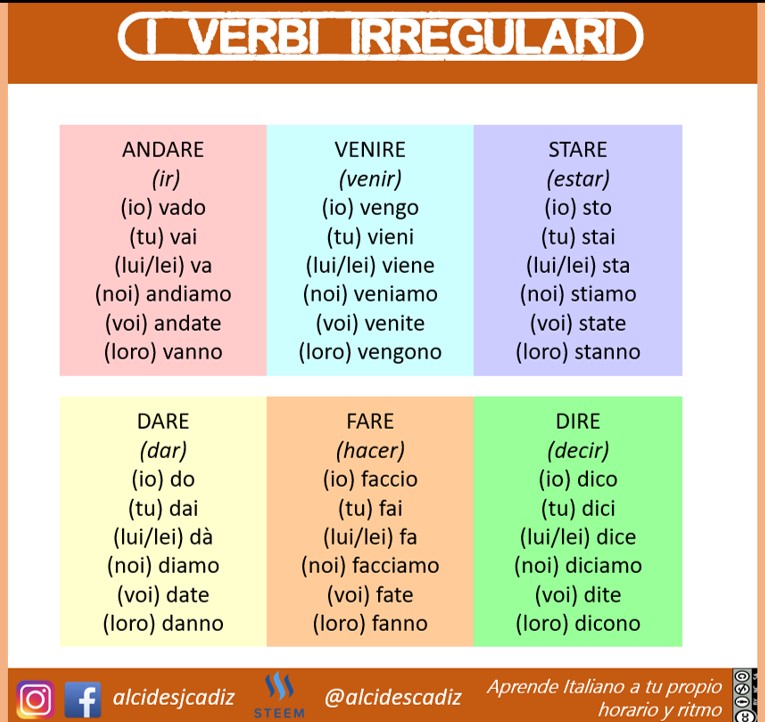 I VERBI IRREGULARI
ANDARE
(ir)
(io) vado
(tu) vai
(lui/lei) va
(noi) andiamo
(voi) andate
(loro) vanno
VENIRE
(venir)
(io) vengo
(tu) vieni
(lui/lei) viene
(noi) veniamo
(voi) venite
(loro) vengono
STARE
(estar)
(io) sto
(tu) stai
(lui/lei) sta
(noi) stiamo
(voi) state
(loro) stanno
DARE
(dar)
(io) do
(tu) dai
(lui/lei) dà
(noi) diamo
(voi) date
(loro) danno
FARE
(hacer)
(io) faccio
(tu) fai
(lui/lei) fa
(noi) facciamo
(voi) fate
(loro) fanno
DIRE
(decir)
(io) dico
(tu) dici
(lui/lei) dice
(noi) diciamo
(voi) dite
(loro) dicono
alcidesjcadiz
STEEM
@alcidescadiz
Aprende Italiano a tu propio
horario y ritmo